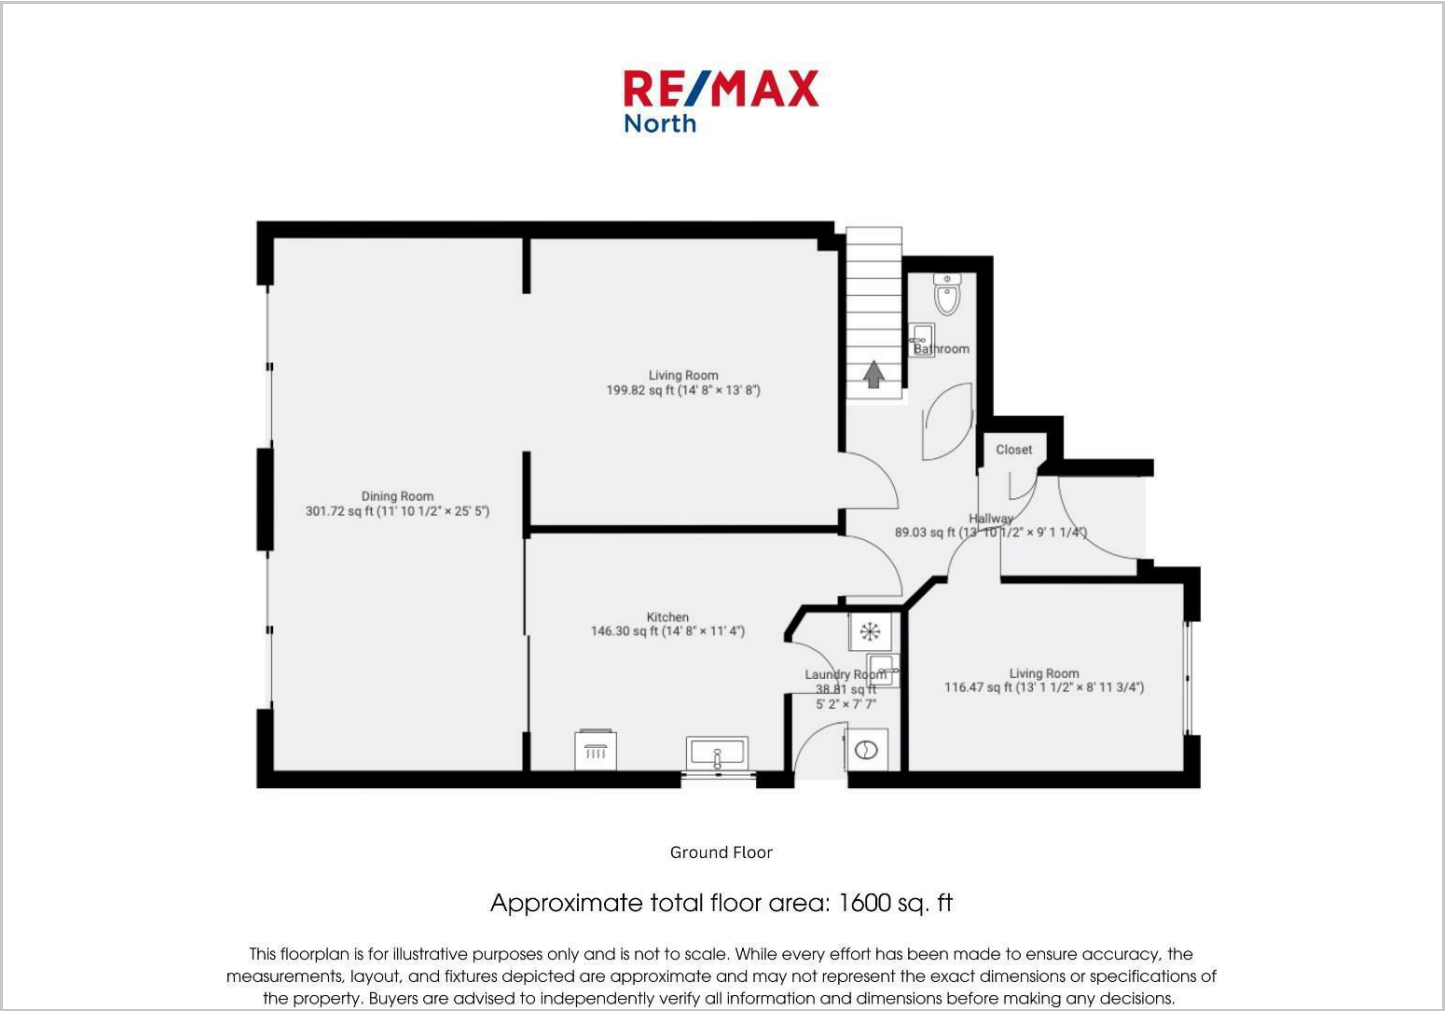 RE/MAX
North
Bathroom
Living Room
199.82 sq ft (14' 8" × 13' 8")
Closet
Dining Room
301.72 sq ft (11' 10 1/2" × 25' 5")
Hallway
89.03 sq ft (13' 10 1/2" × 9' 1 1/4")
Kitchen
146.30 sq ft (14' 8" × 11' 4")
Laundry Room
38.81 sq ft
5' 2" × 7' 7"
Living Room
116.47 sq ft (13' 1 1/2" × 8' 11 3/4")
Ground Floor
Approximate total floor area: 1600 sq. ft
This floorplan is for illustrative purposes only and is not to scale. While every effort has been made to ensure accuracy, the
measurements, layout, and fixtures depicted are approximate and may not represent the exact dimensions or specifications of
the property. Buyers are advised to independently verify all information and dimensions before making any decisions.